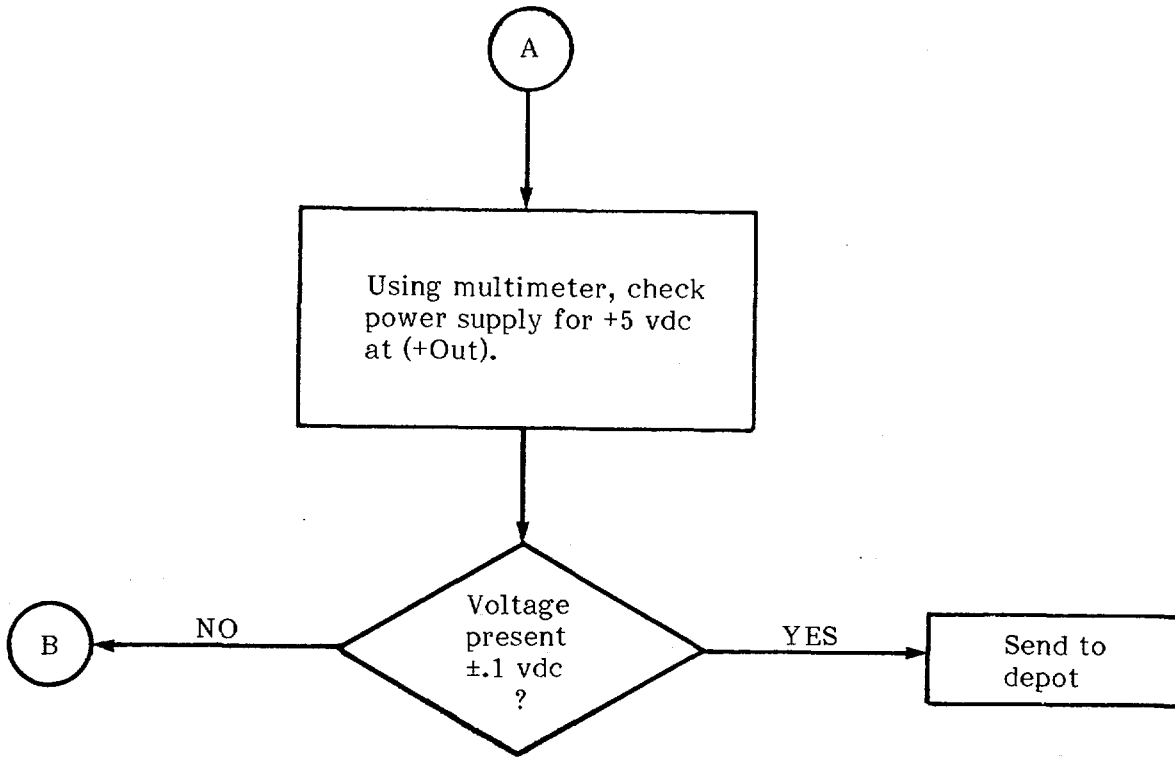 A
Using multimeter, check
power supply for +5 vdc
at (+Out).
Voltage
present
±.1 vdc
?
NO
B
YES
Send to
depot